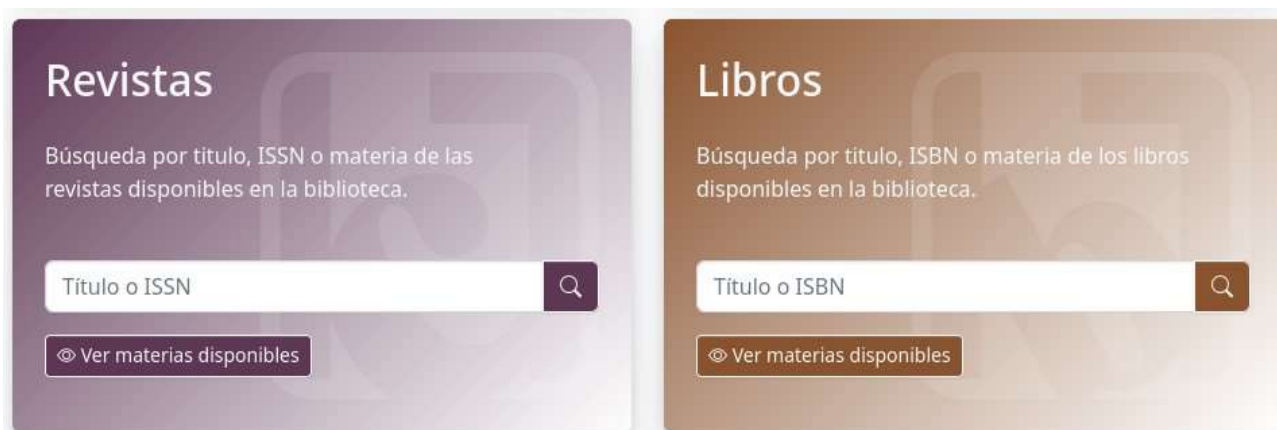 Revistas
Búsqueda por titulo, ISSN o materia de las
revistas disponibles en la biblioteca.
Título o ISSN
Ver materias disponibles
Libros
Búsqueda por titulo, ISBN o materia de los libros
disponibles en la biblioteca.
Título o ISBN
Ver materias disponibles